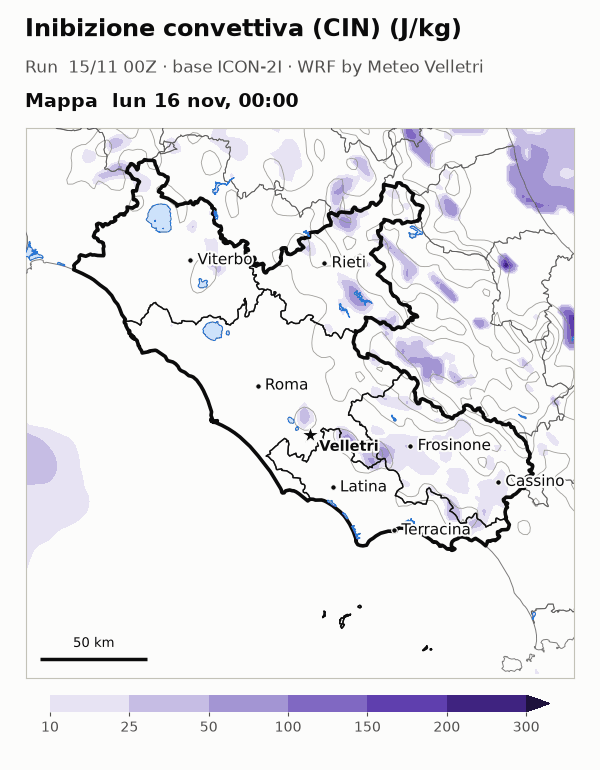 Inibizione convettiva (CIN) (J/kg)
Run 15/11 00Z · base ICON-2I · WRF by Meteo Velletri
Mappa lun 16 nov, 00:00
Viterbo
Rieti
Roma
Velletri
Frosinone
Cassino
Latina
Terracina
50 km
10 25 50 100 150 200 300